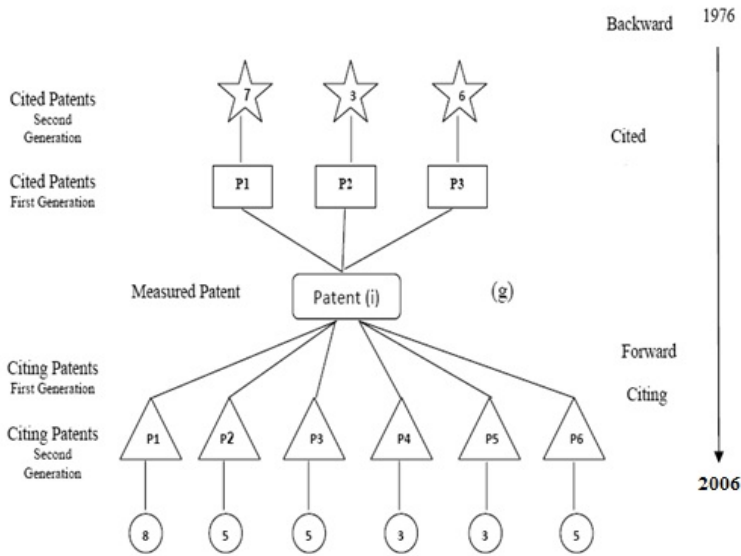 Backward 1976
7 3 6
Cited Patents
Second
Generation
Cited
Cited Patents
First Generation
P1 P2 P3
Measured Patent
Patent (i)
(g)
Citing Patents
First Generation
Forward
Citing
Citing Patents
Second
Generation
P1 P2 P3 P4 P5 P6
2006
8 5 5 3 3 5